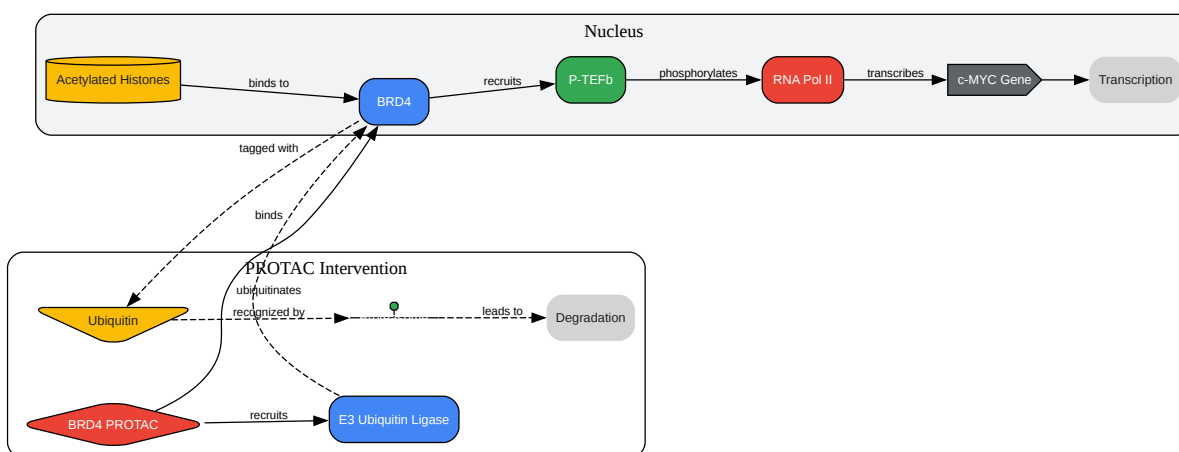 Nucleus
Acetylated Histones
binds to
BRD4
recruits
P-TEFb
phosphorylates
RNA Pol II
transcribes
c-MYC Gene
Transcription
tagged with
binds
PROTAC Intervention
ubiquitinates
Ubiquitin
recognized by
leads to
Degradation
BRD4 PROTAC
recruits
E3 Ubiquitin Ligase